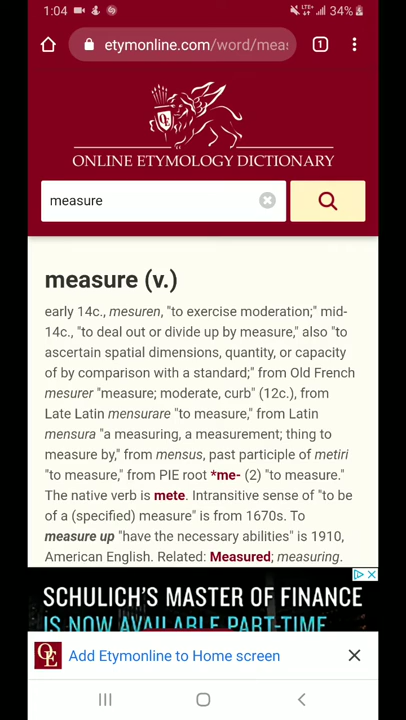 1:04 LTE+ 34%
etymonline.com/word/meas
1
OE
ONLINE ETYMOLOGY DICTIONARY
measure
measure (v.)
early 14c., mesuren, "to exercise moderation;" mid-
14c., "to deal out or divide up by measure," also "to
ascertain spatial dimensions, quantity, or capacity
of by comparison with a standard;" from Old French
mesurer "measure; moderate, curb" (12c.), from
Late Latin mensurare "to measure," from Latin
mensura "a measuring, a measurement; thing to
measure by," from mensus, past participle of metiri
"to measure," from PIE root *me- (2) "to measure."
The native verb is mete. Intransitive sense of "to be
of a (specified) measure" is from 1670s. To
measure up "have the necessary abilities" is 1910,
American English. Related: Measured; measuring.
SCHULICH'S MASTER OF FINANCE
IS NOW AVAILABLE PART-TIME
OE Add Etymonline to Home screen